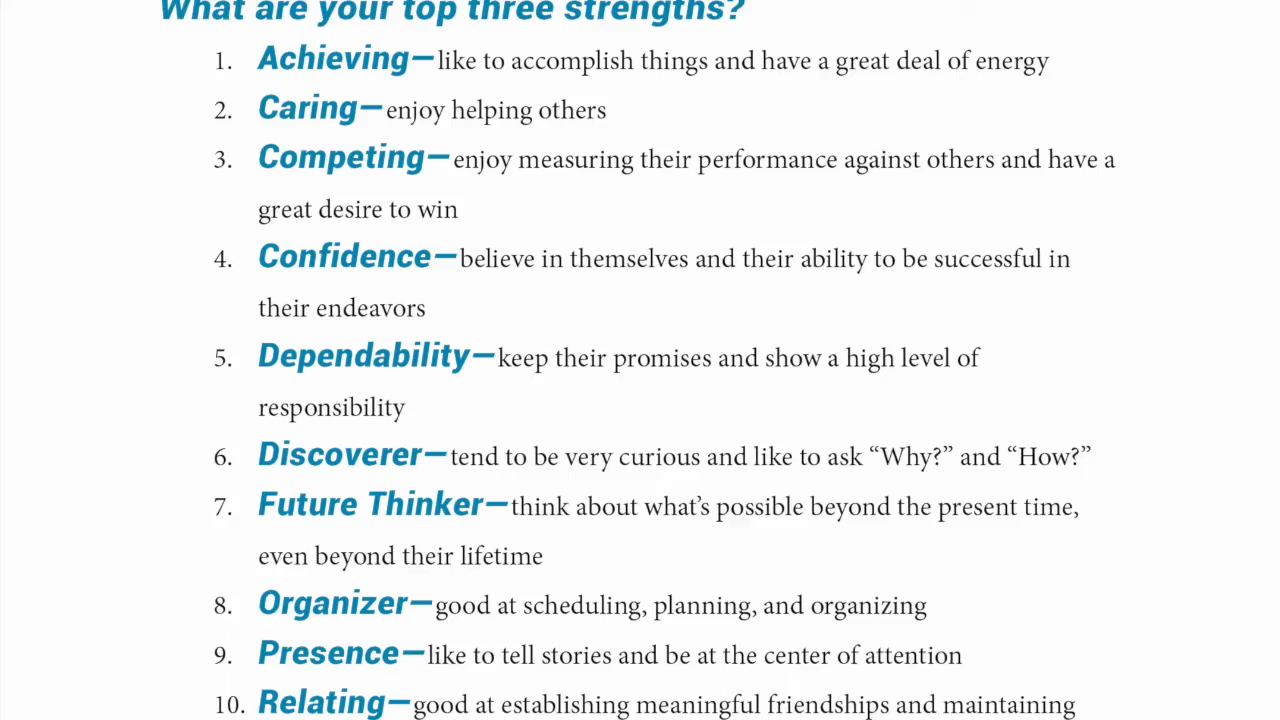 What are your top three strengths?
1. Achieving—like to accomplish things and have a great deal of energy
2. Caring—enjoy helping others
3. Competing—enjoy measuring their performance against others and have a
great desire to win
4. Confidence—believe in themselves and their ability to be successful in
their endeavors
5. Dependability—keep their promises and show a high level of
responsibility
6. Discoverer—tend to be very curious and like to ask “Why?” and “How?”
7. Future Thinker—think about what’s possible beyond the present time,
even beyond their lifetime
8. Organizer—good at scheduling, planning, and organizing
9. Presence—like to tell stories and be at the center of attention
10. Relating—good at establishing meaningful friendships and maintaining